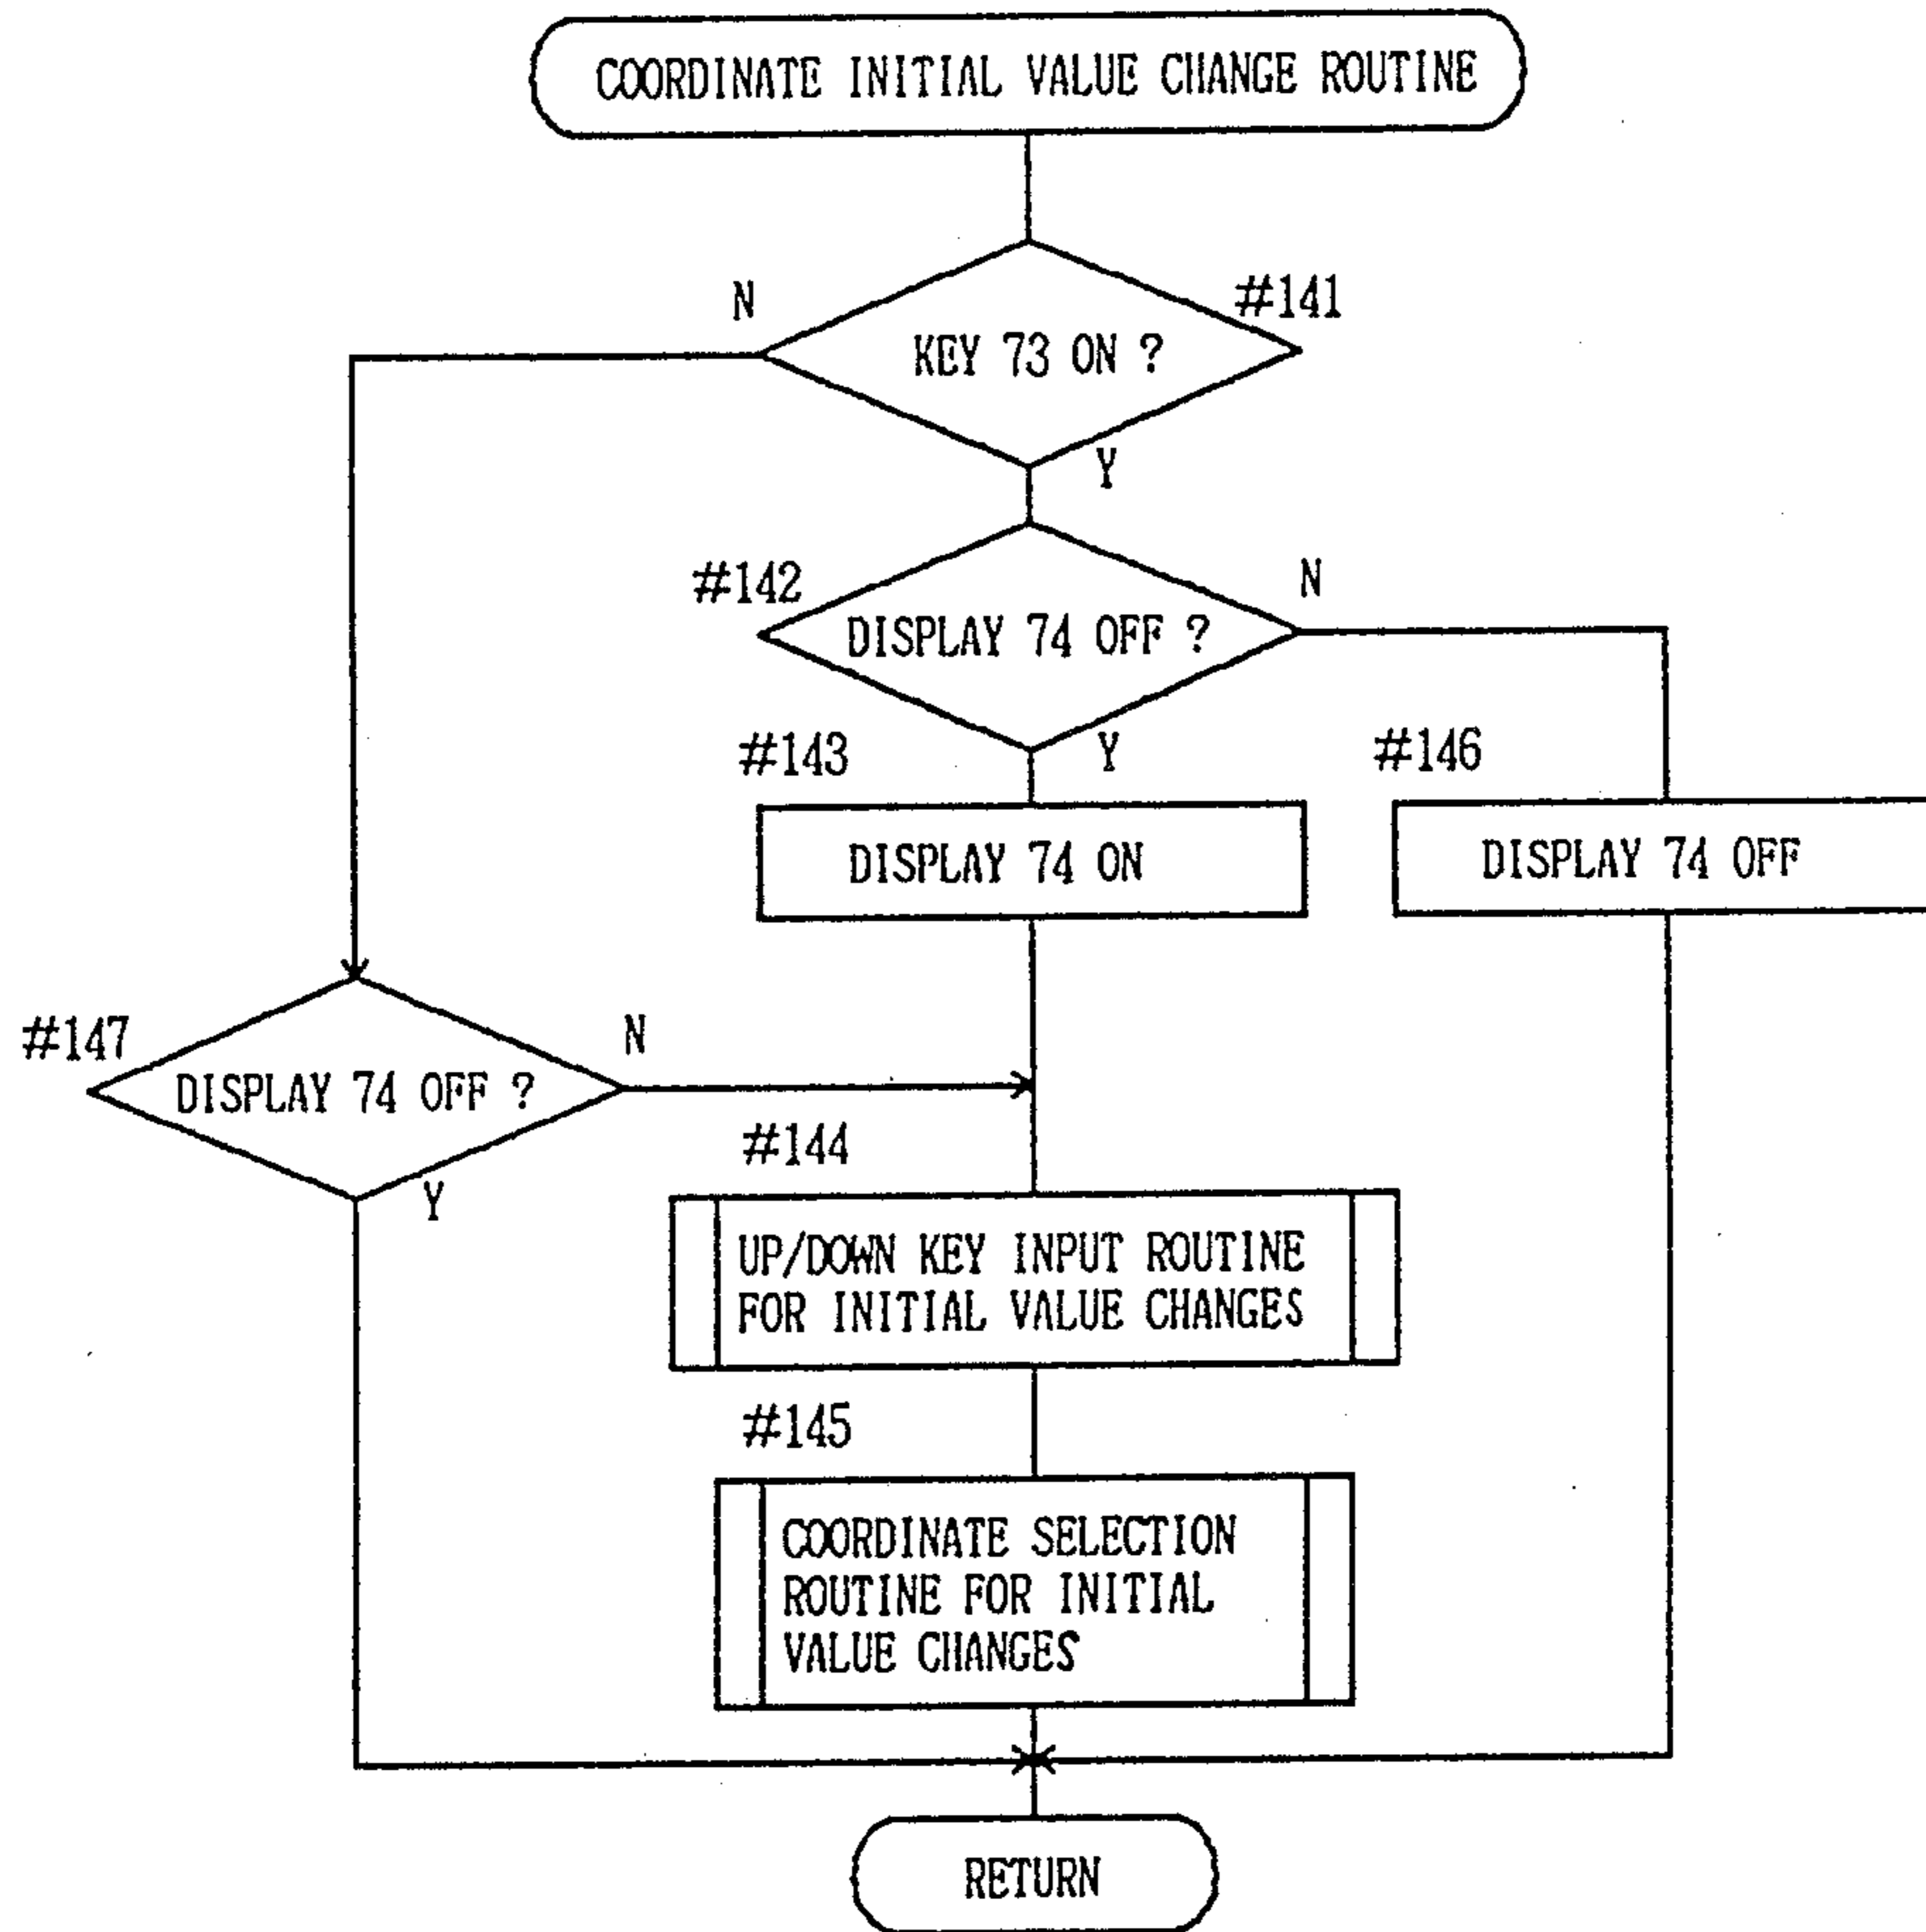 COORDINATE INITIAL VALUE CHANGE ROUTINE
N
#141
KEY 73 ON ?
Y
#142
N
DISPLAY 74 OFF ?
#143
Y
#146
DISPLAY 74 ON
DISPLAY 74 OFF
#147
N
DISPLAY 74 OFF ?
#144
Y
UP/DOWN KEY INPUT ROUTINE
FOR INITIAL VALUE CHANGES
#145
COORDINATE SELECTION
ROUTINE FOR INITIAL
VALUE CHANGES
RETURN